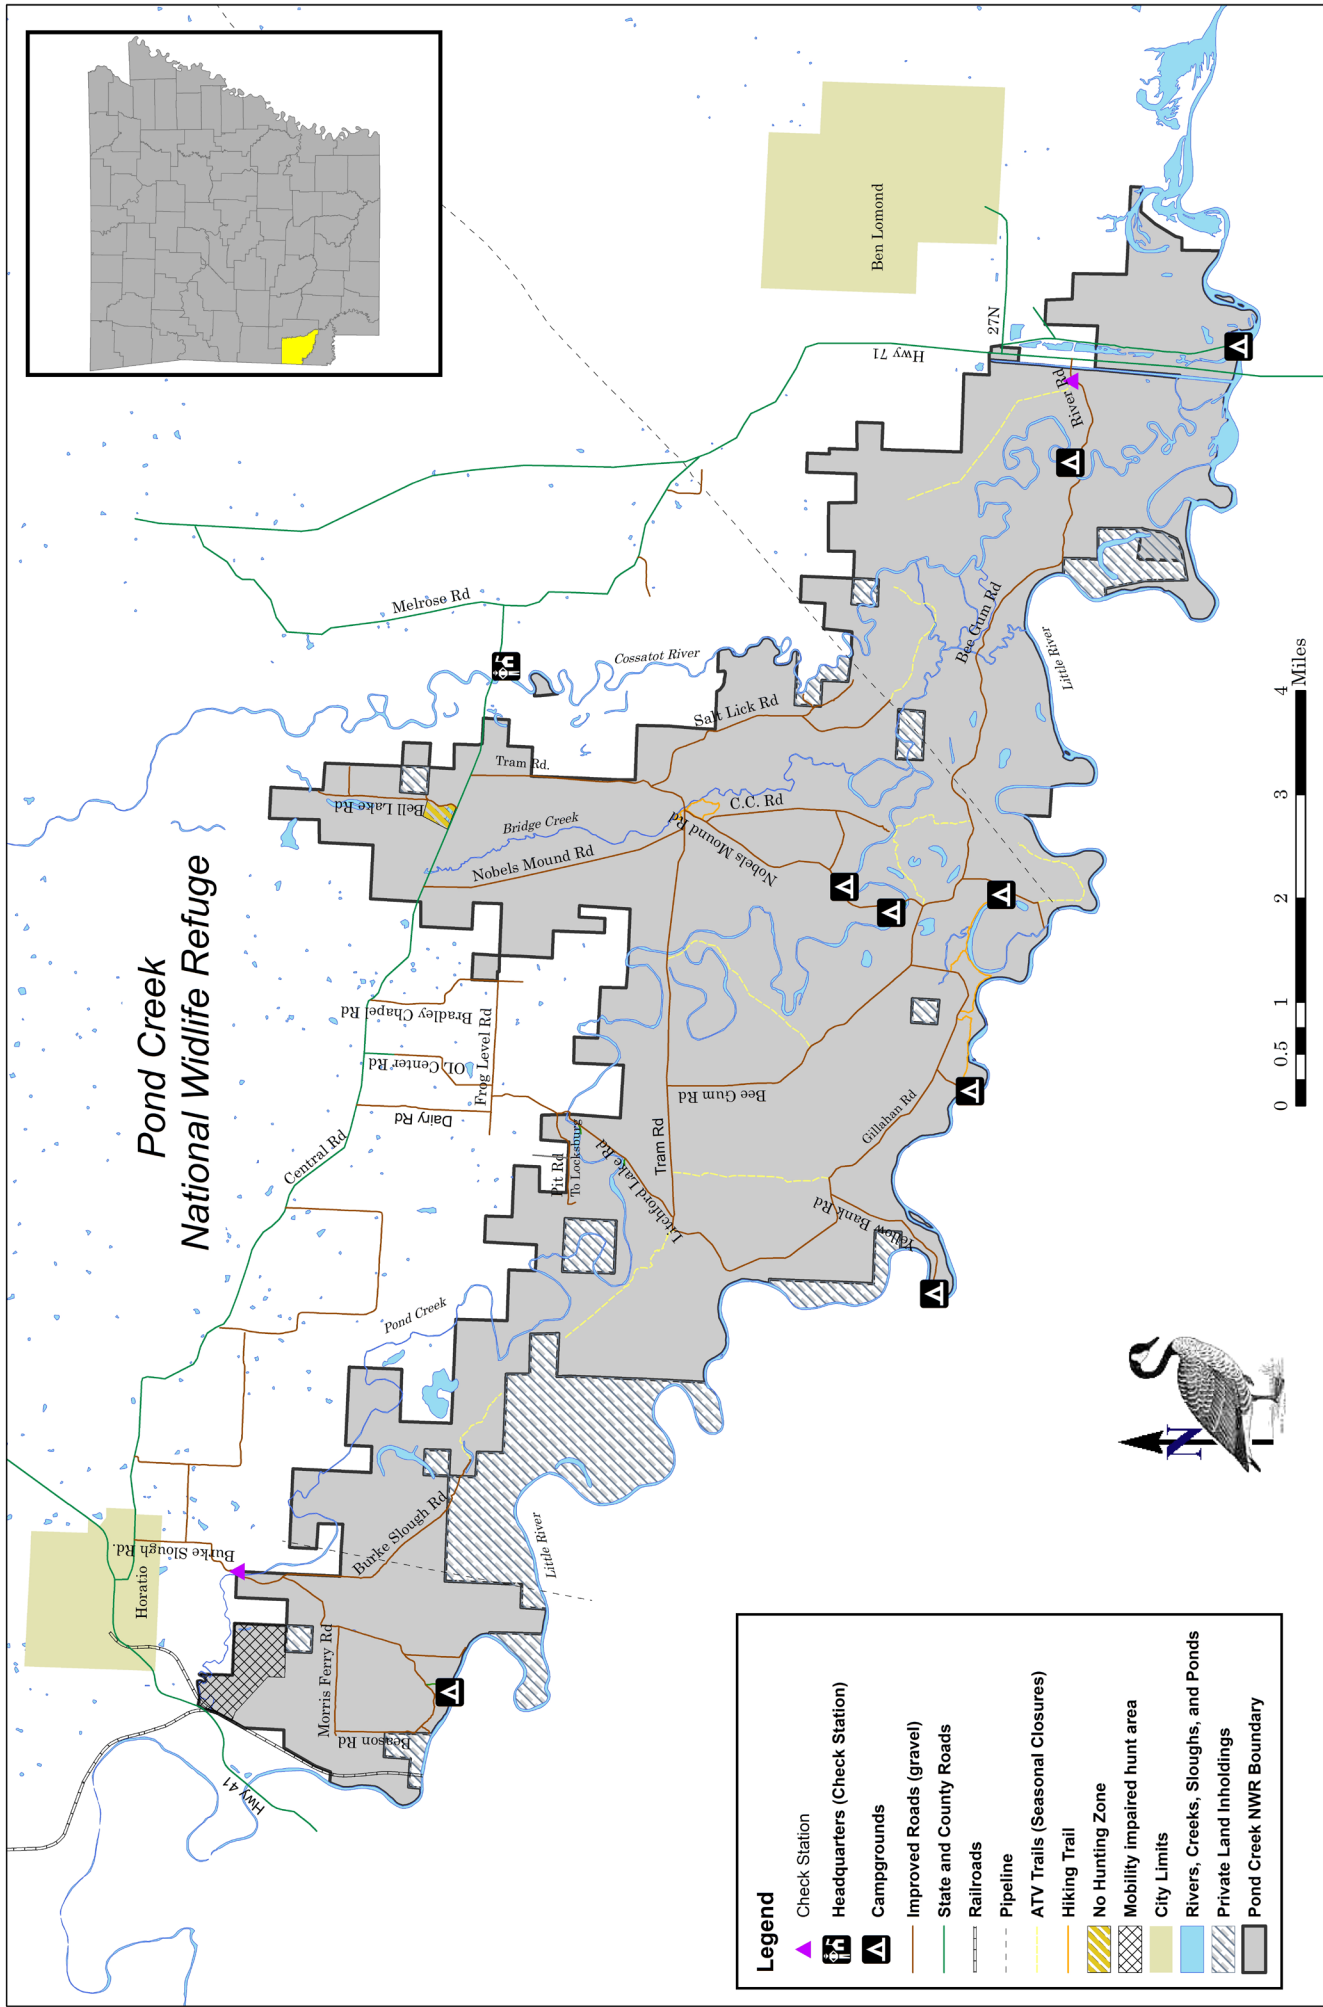 Pond Creek
National Widlife Refuge
Horatio
Burke Slough Rd.
Hwy 41
Morris Ferry Rd
Beason Rd
Burke Slough Rd
Little River
Pond Creek
Central Rd
Dairy Rd
OL Center Rd
Bradley Chapel Rd
Frog Level Rd
Pit Rd
To Locksburg
Litchford Lake Rd
Tram Rd
Bee Gum Rd
Gillahan Rd
Yellow Bank Rd
Nobels Mound Rd
Bridge Creek
Bell Lake Rd
Tram Rd.
Nobels Mound Rd
C.C. Rd
Salt Lick Rd
Cossatot River
Melrose Rd
Bee Gum Rd
Little River
River Rd
Hwy 71
27N
Ben Lomond
N
0 0.5 1 2 3 4
Miles
Legend
Check Station
Headquarters (Check Station)
Campgrounds
Improved Roads (gravel)
State and County Roads
Railroads
Pipeline
ATV Trails (Seasonal Closures)
Hiking Trail
No Hunting Zone
Mobility impaired hunt area
City Limits
Rivers, Creeks, Sloughs, and Ponds
Private Land Inholdings
Pond Creek NWR Boundary